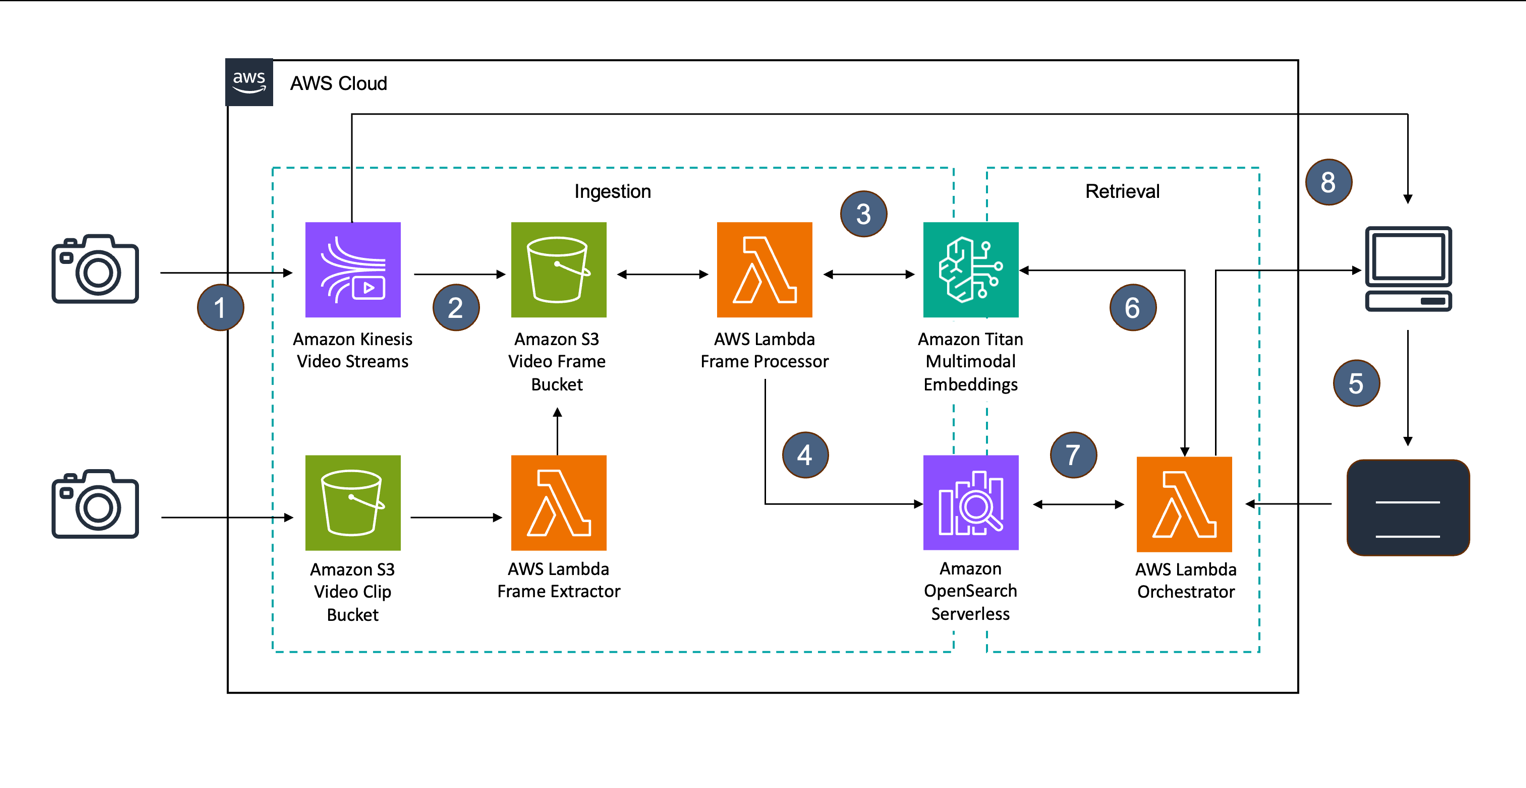 aws
AWS Cloud
Ingestion
Retrieval
8
3
1
2
6
Amazon Kinesis
Video Streams
Amazon S3
Video Frame
Bucket
AWS Lambda
Frame Processor
Amazon Titan
Multimodal
Embeddings
5
4
7
Amazon S3
Video Clip
Bucket
AWS Lambda
Frame Extractor
Amazon
OpenSearch
Serverless
AWS Lambda
Orchestrator